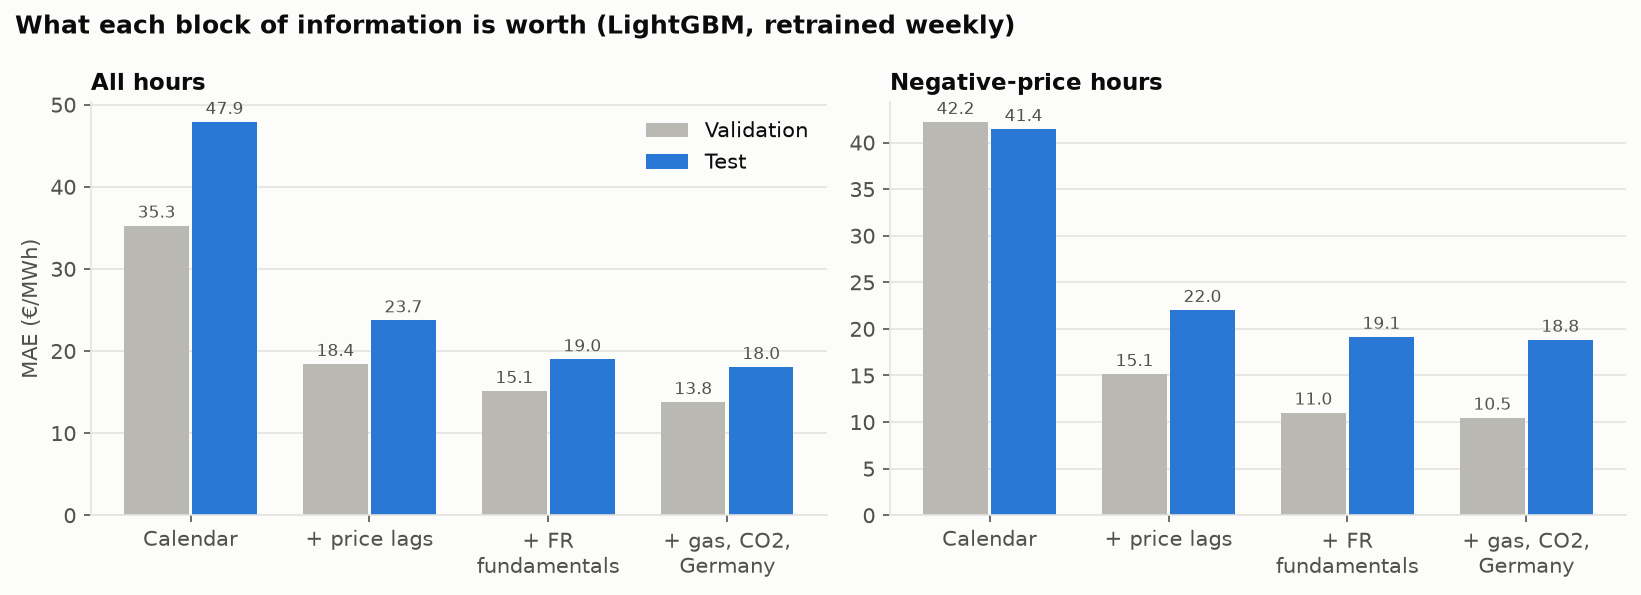 What each block of information is worth (LightGBM, retrained weekly)
All hours
MAE (€/MWh)
50
40
30
20
10
0
47.9
35.3
23.7
18.4
19.0
15.1
18.0
13.8
Validation
Test
Calendar
+ price lags
+ FR
fundamentals
+ gas, CO2,
Germany
Negative-price hours
40
35
30
25
20
15
10
5
0
42.2
41.4
22.0
15.1
19.1
11.0
18.8
10.5
Calendar
+ price lags
+ FR
fundamentals
+ gas, CO2,
Germany